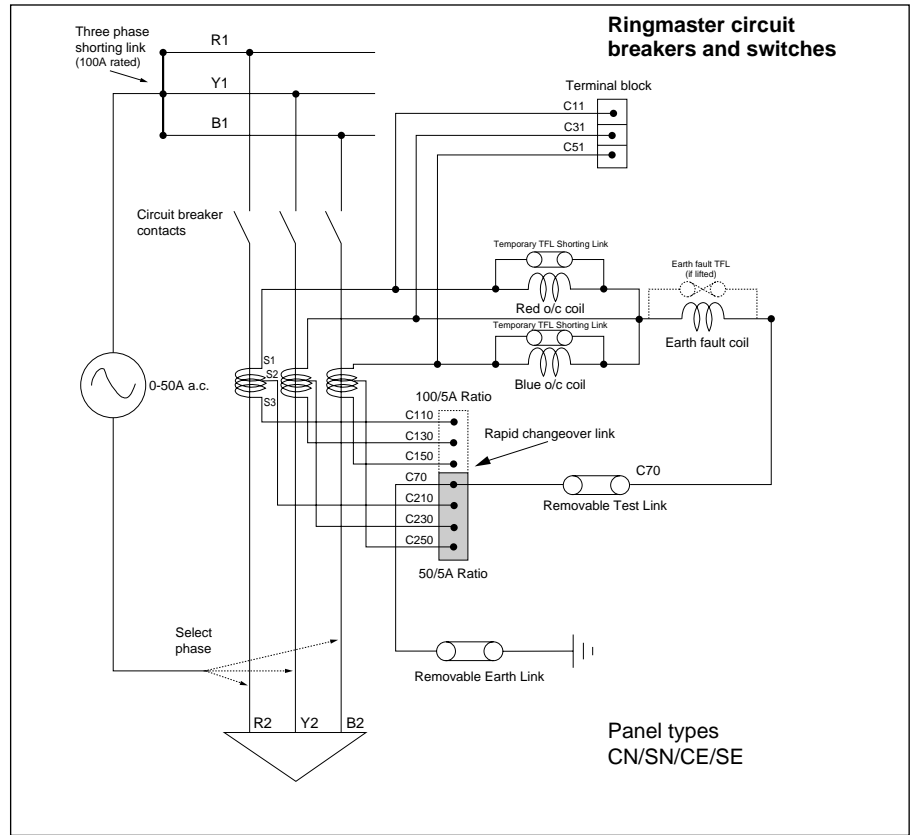 Ringmaster circuit
breakers and switches
Three phase
shorting link
(100A rated)
R1
Y1
B1
Terminal block
C11
C31
C51
Circuit breaker
contacts
Temporary TFL Shorting Link
Red o/c coil
Earth fault TFL
(if lifted)
Temporary TFL Shorting Link
Earth fault coil
Blue o/c coil
0-50A a.c.
S1
S2
S3
100/5A Ratio
C110
C130
C150
Rapid changeover link
C70
C210
C230
C250
C70
Removable Test Link
50/5A Ratio
Select
phase
Removable Earth Link
R2
Y2
B2
Panel types
CN/SN/CE/SE